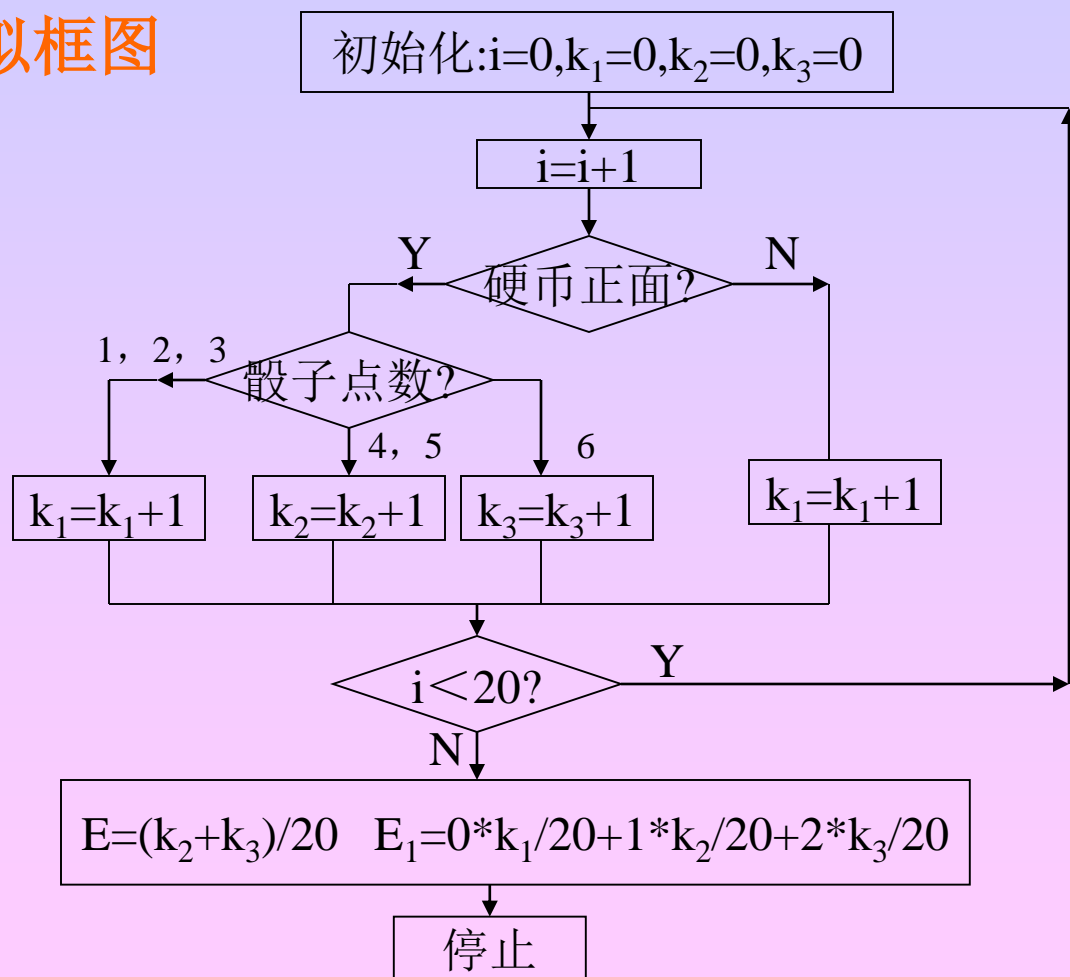 拟框图
初始化:i=0,k₁=0,k₂=0,k₃=0
i=i+1
Y
N
硬币正面?
1，2，3
骰子点数?
4，5
6
k₁=k₁+1
k₂=k₂+1
k₃=k₃+1
k₁=k₁+1
i＜20?
Y
N
E=(k₂+k₃)/20 E₁=0*k₁/20+1*k₂/20+2*k₃/20
停止